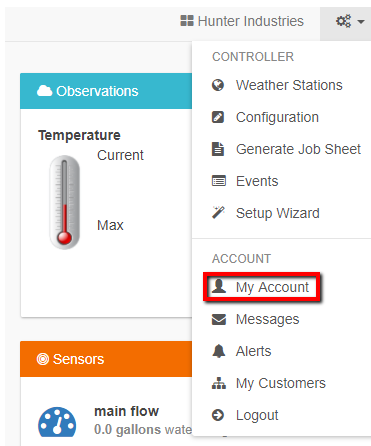 Hunter Industries
Observations
Temperature
Current
Max
Sensors
main flow
0.0 gallons wate
CONTROLLER
Weather Stations
Configuration
Generate Job Sheet
Events
Setup Wizard
ACCOUNT
My Account
Messages
Alerts
My Customers
Logout